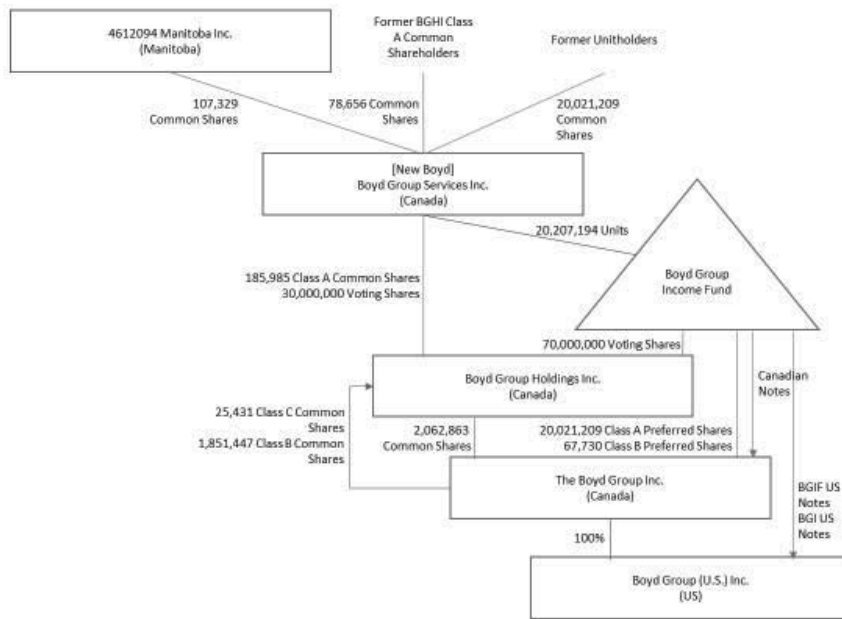 4612094 Manitoba Inc.
(Manitoba)
Former BGHI Class
A Common
Shareholders
Former Unitholders
107,329
Common Shares
78,656 Common
Shares
20,021,209
Common
Shares
[New Boyd]
Boyd Group Services Inc.
(Canada)
20,207,194 Units
185,985 Class A Common Shares
30,000,000 Voting Shares
Boyd Group
Income Fund
70,000,000 Voting Shares
Boyd Group Holdings Inc.
(Canada)
Canadian
Notes
25,431 Class C Common
Shares
1,851,447 Class B Common
Shares
2,062,863
Common Shares
20,021,209 Class A Preferred Shares
67,730 Class B Preferred Shares
The Boyd Group Inc.
(Canada)
BGIF US
Notes
BGI US
Notes
100%
Boyd Group (U.S.) Inc.
(US)